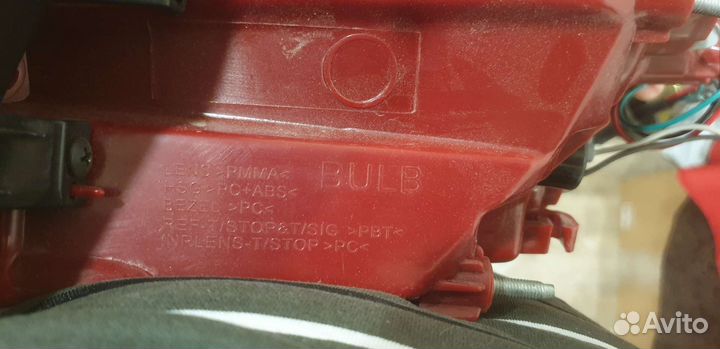 LENS >PMMA<
HSG >PC+ABS<
BEZEL >PC<
REF-T/STOP&T/SIG >PBT<
INRLENS-T/STOP >PC<
BULB
Avito